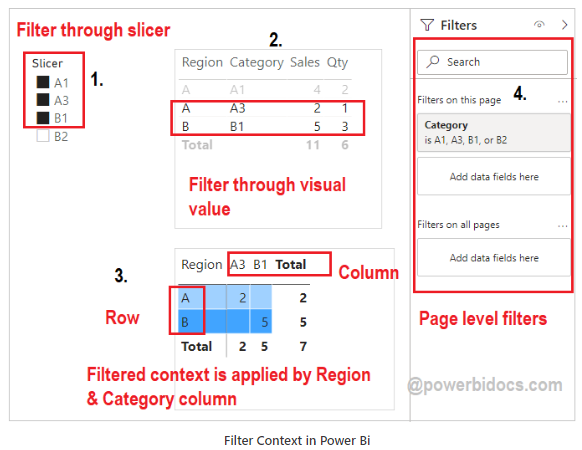 Filter through slicer
Slicer
A1
A3
B1
B2
1.
2.
Region Category Sales Qty
A A1 4 2
A A3 2 1
B B1 5 3
Total 11 6
Filter through visual
value
3.
Region A3 B1 Total
A 2 2
B 5 5
Total 2 5 7
Column
Row
Filtered context is applied by Region
& Category column
Filters
Search
Filters on this page ...
4.
Category
is A1, A3, B1, or B2
Add data fields here
Filters on all pages ...
Add data fields here
Page level filters
@powerbidocs.com
Filter Context in Power Bi